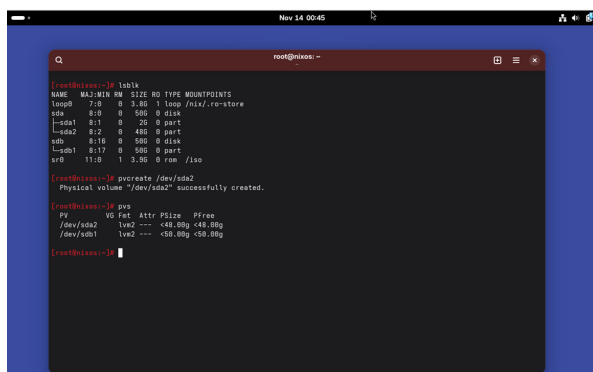 Nov 14 00:45
root@nixos: ~
~
[root@nixos:~]# lsblk
NAME   MAJ:MIN RM  SIZE RO TYPE MOUNTPOINTS
loop0    7:0    0  3.8G  1 loop /nix/.ro-store
sda      8:0    0   50G  0 disk
├─sda1   8:1    0    2G  0 part
└─sda2   8:2    0   48G  0 part
sdb      8:16   0   50G  0 disk
└─sdb1   8:17   0   50G  0 part
sr0     11:0    1  3.9G  0 rom  /iso
[root@nixos:~]# pvcreate /dev/sda2
  Physical volume "/dev/sda2" successfully created.
[root@nixos:~]# pvs
  PV         VG Fmt  Attr PSize   PFree
  /dev/sda2     lvm2 ---  <48.00g <48.00g
  /dev/sdb1     lvm2 ---  <50.00g <50.00g
[root@nixos:~]#